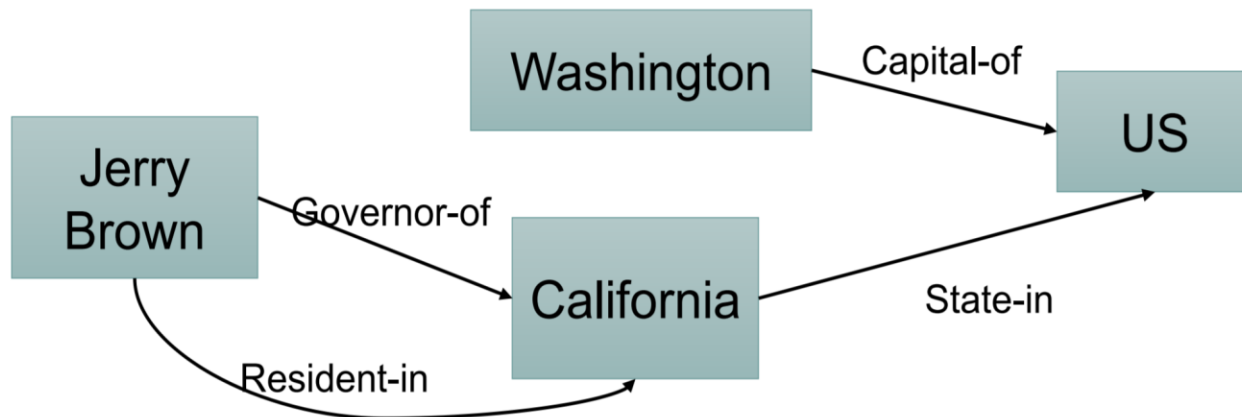 Washington
Capital-of
US
Jerry
Brown
Governor-of
California
State-in
Resident-in